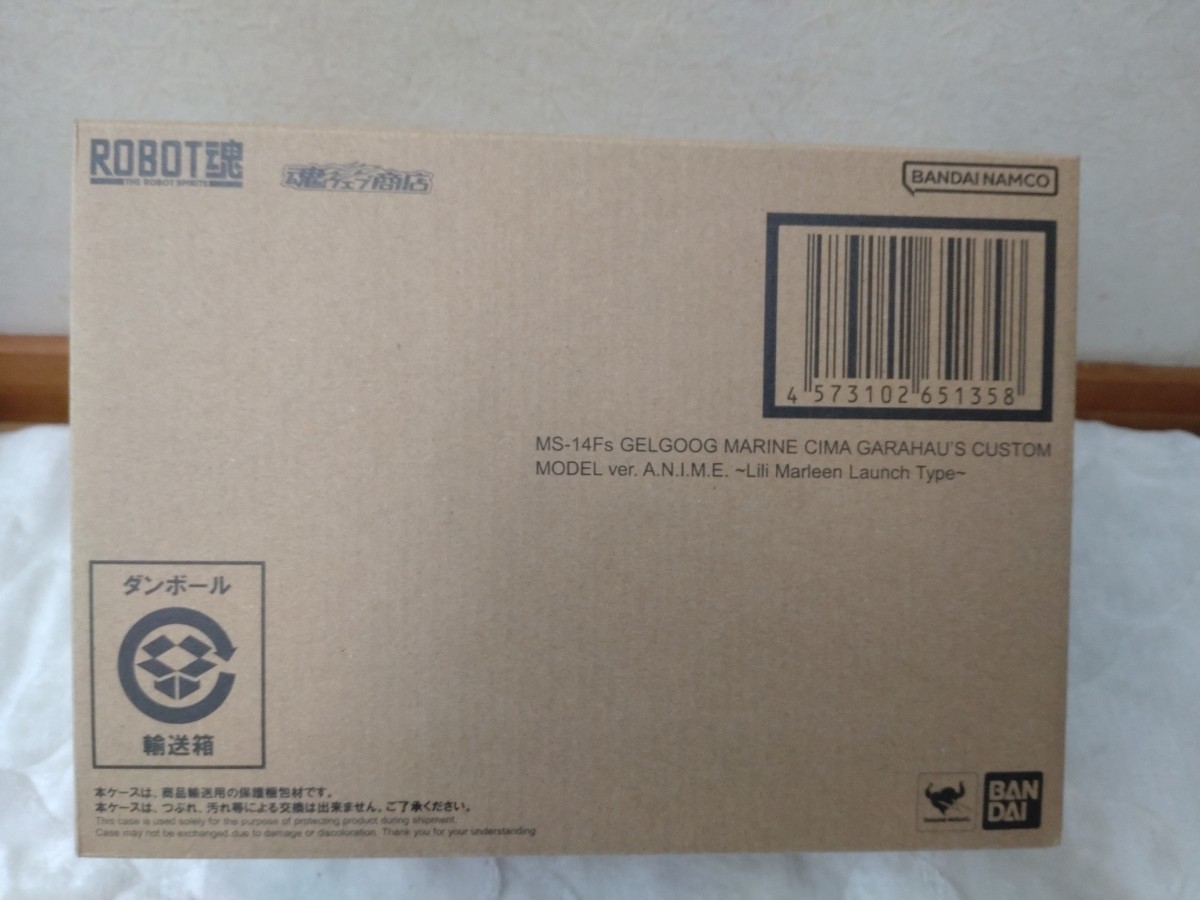 ROBOT魂
THE ROBOT SPIRITS
魂ウェブ商店
BANDAI NAMCO
4 573102 651358
MS-14Fs GELGOOG MARINE CIMA GARAHAU'S CUSTOM
MODEL ver. A.N.I.M.E. ~Lili Marleen Launch Type~
ダンボール
輸送箱
本ケースは、商品輸送用の保護梱包材です。
本ケースは、つぶれ、汚れ等による交換は出来ません。ご了承ください。
This case is used solely for the purpose of protecting product during shipment.
Case may not be exchanged due to damage or discoloration. Thank you for your understanding
BAN
DAI